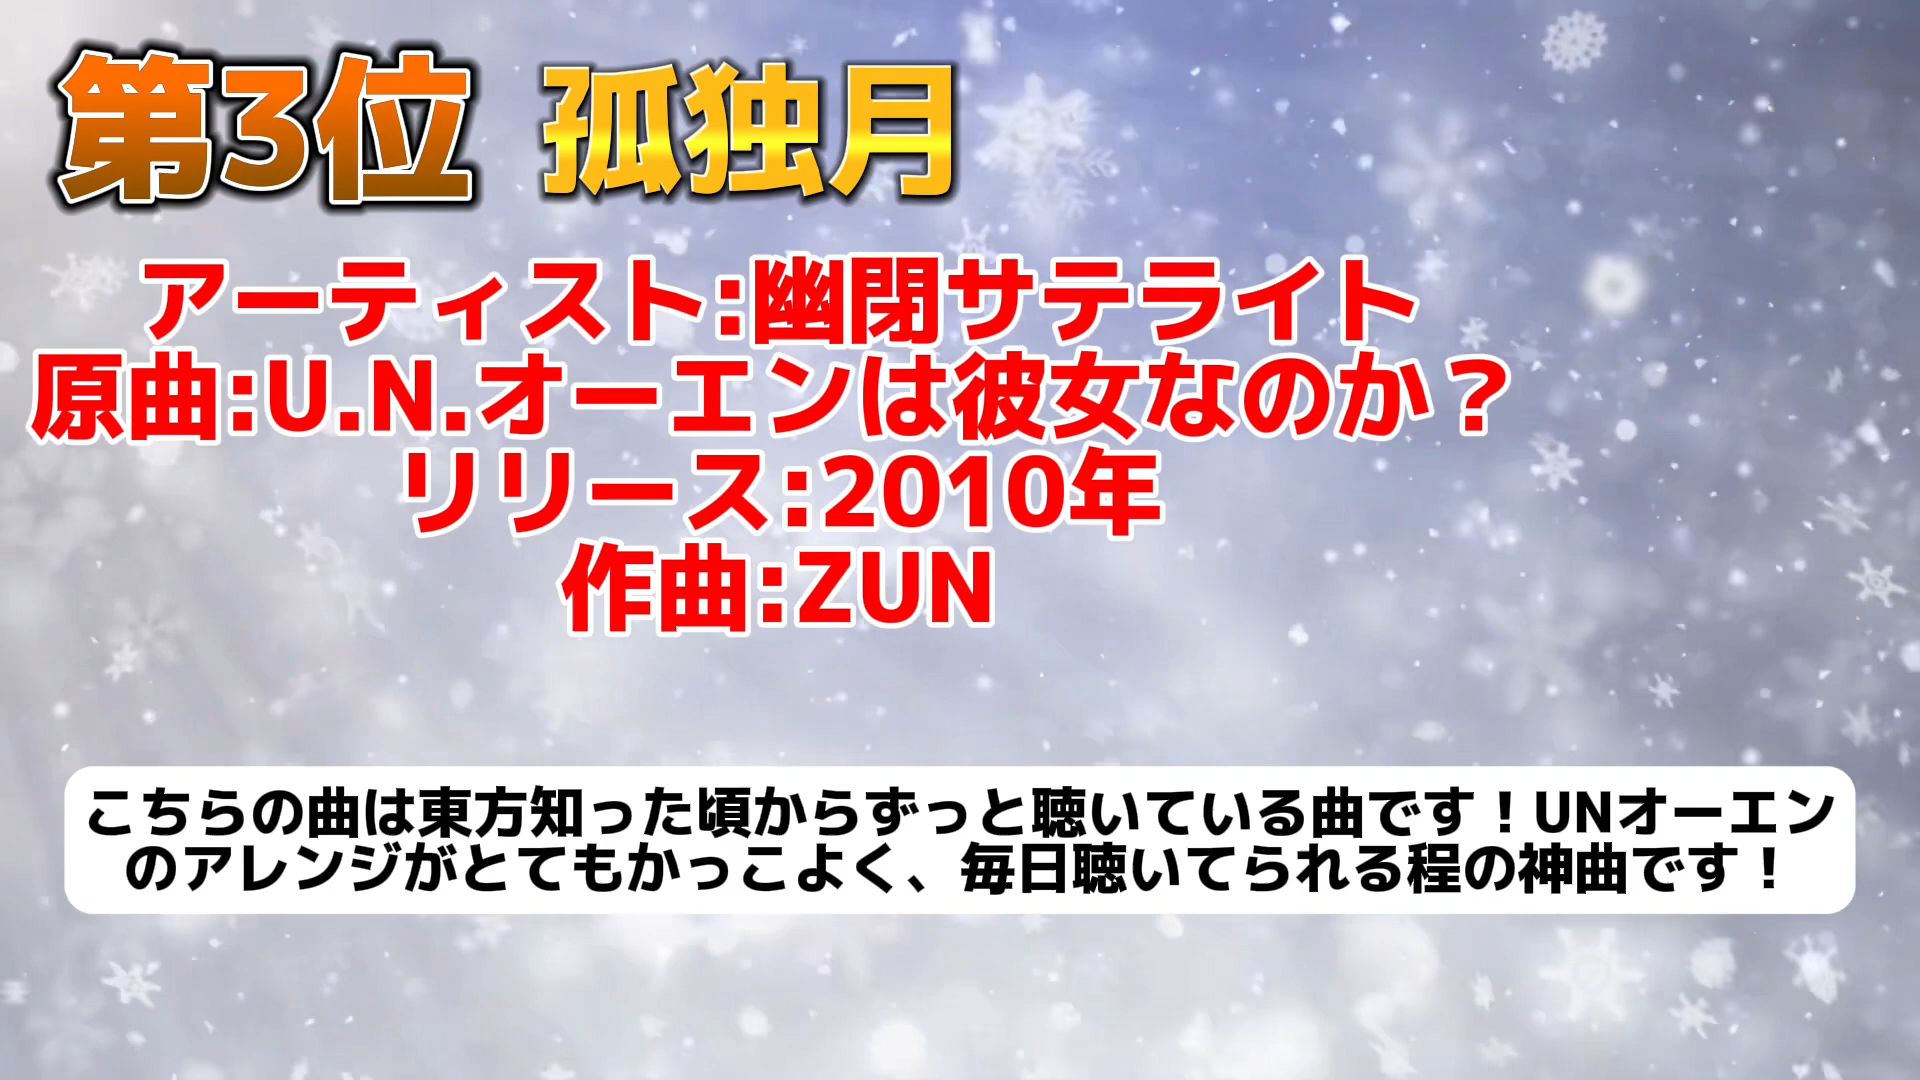 第3位 孤独月
アーティスト:幽閉サテライト
原曲:U.N.オーエンは彼女なのか？
リリース:2010年
作曲:ZUN
こちらの曲は東方知った頃からずっと聴いている曲です！UNオーエン
のアレンジがとてもかっこよく、毎日聴いてられる程の神曲です！